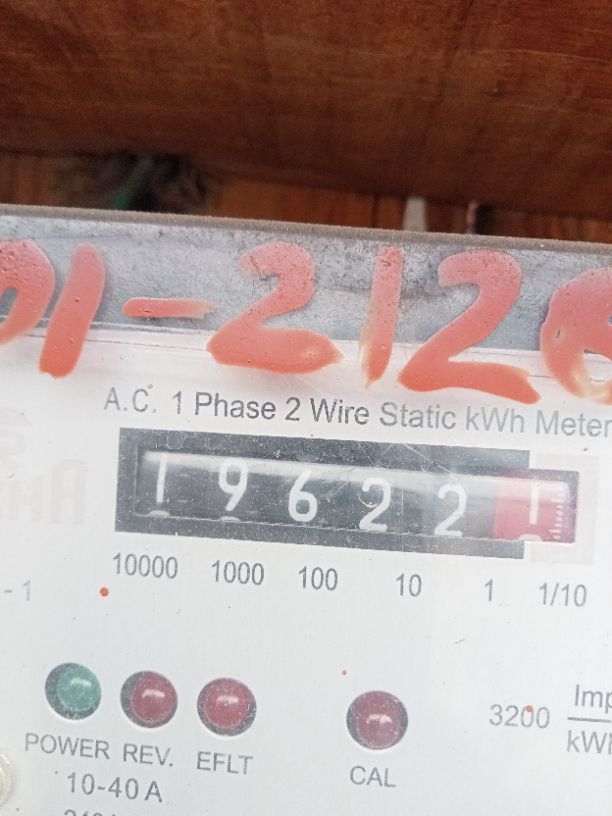 01-212
A.C. 1 Phase 2 Wire Static kWh Meter
1 9 6 2 2 1
10000 1000 100 10 1 1/10
- 1
3200 Imp
kWh
POWER REV. EFLT CAL
10-40 A